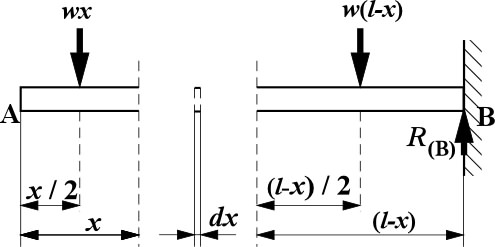 wx
w(l-x)
A
B
R(B)
x / 2
(l-x) / 2
x
dx
(l-x)